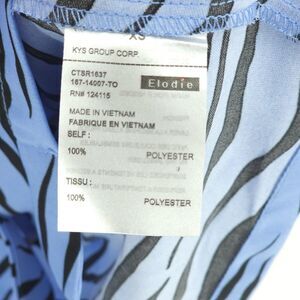 XS
KYS GROUP CORP.
CTSR1637
167-14007-TO
RN# 124115
Elodie
MADE IN VIETNAM
FABRIQUE EN VIETNAM
SELF :
100% POLYESTER
TISSU :
100% POLYESTER